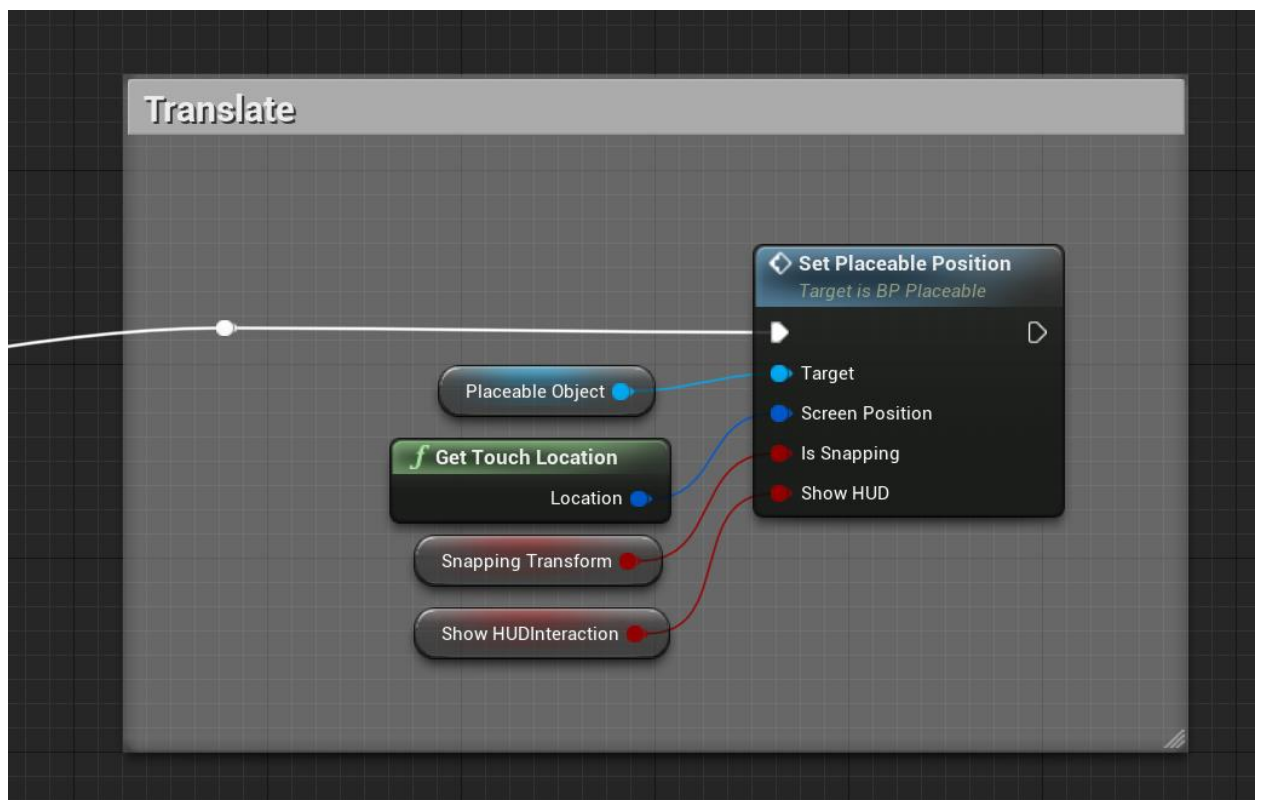 Translate
Set Placeable Position
Target is BP Placeable
Placeable Object
Target
Get Touch Location
Location
Screen Position
Snapping Transform
Is Snapping
Show HUDInteraction
Show HUD